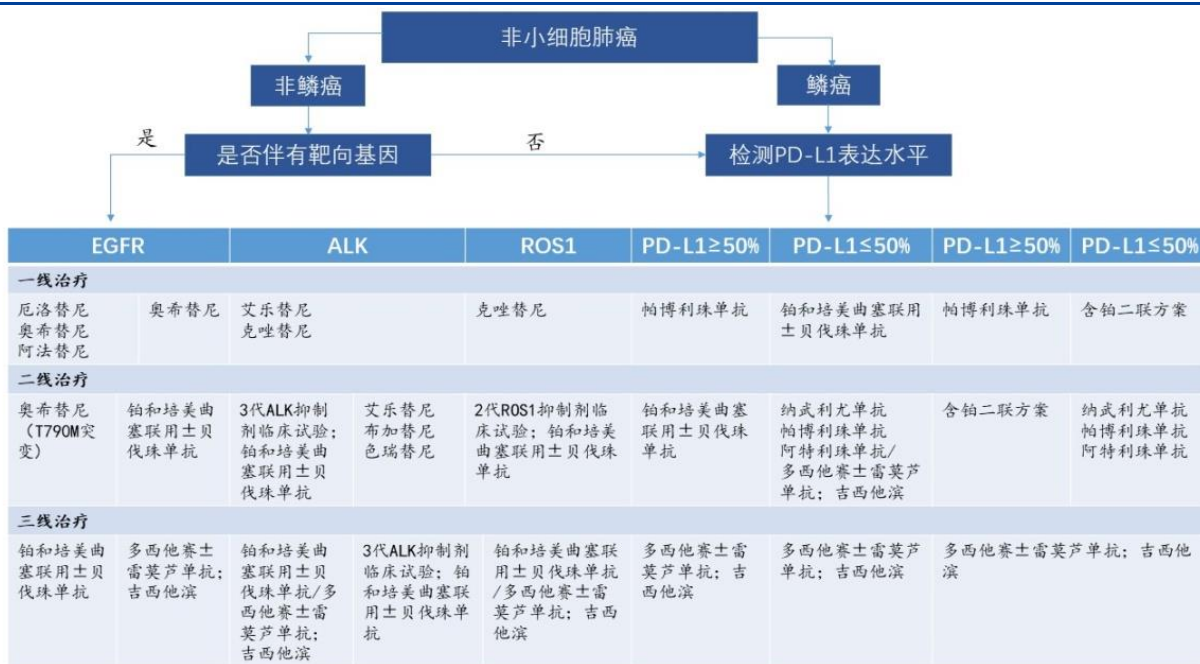 非小细胞肺癌
非鳞癌
鳞癌
是
是否伴有靶向基因
否
检测PD-L1表达水平
EGFR
ALK
ROS1
PD-L1≥50%
PD-L1≤50%
PD-L1≥50%
PD-L1≤50%
一线治疗
厄洛替尼
奥希替尼
阿法替尼
奥希替尼
艾乐替尼
克唑替尼
克唑替尼
帕博利珠单抗
铂和培美曲塞联用
±贝伐珠单抗
帕博利珠单抗
含铂二联方案
二线治疗
奥希替尼
（T790M突
变）
铂和培美曲
塞联用±贝
伐珠单抗
3代ALK抑制
剂临床试验；
铂和培美曲
塞联用±贝
伐珠单抗
艾乐替尼
布加替尼
色瑞替尼
2代ROS1抑制剂临
床试验；铂和培美
曲塞联用±贝伐珠
单抗
铂和培美曲塞
联用±贝伐珠
单抗
纳武利尤单抗
帕博利珠单抗
阿特利珠单抗/
多西他赛±雷莫芦
单抗；吉西他滨
含铂二联方案
纳武利尤单抗
帕博利珠单抗
阿特利珠单抗
三线治疗
铂和培美曲
塞联用±贝
伐珠单抗
多西他赛±
雷莫芦单抗；
吉西他滨
铂和培美曲
塞联用±贝
伐珠单抗/多
西他赛±雷
莫芦单抗；
吉西他滨
3代ALK抑制剂
临床试验；铂
和培美曲塞联
用±贝伐珠单
抗
铂和培美曲塞联
用±贝伐珠单抗
/多西他赛±雷
莫芦单抗；吉西
他滨
多西他赛±雷
莫芦单抗；吉
西他滨
多西他赛±雷莫芦
单抗；吉西他滨
多西他赛±雷莫芦单抗；吉西他
滨